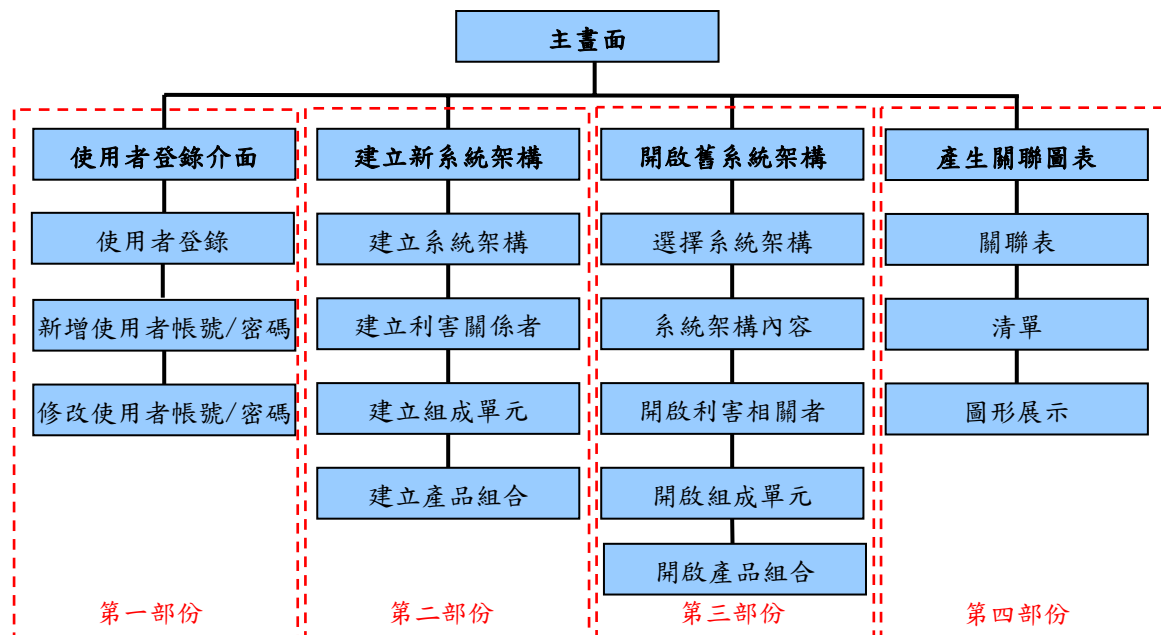 主畫面
使用者登錄介面
使用者登錄
新增使用者帳號/密碼
修改使用者帳號/密碼
第一部份
建立新系統架構
建立系統架構
建立利害關係者
建立組成單元
建立產品組合
第二部份
開啟舊系統架構
選擇系統架構
系統架構內容
開啟利害相關者
開啟組成單元
開啟產品組合
第三部份
產生關聯圖表
關聯表
清單
圖形展示
第四部份